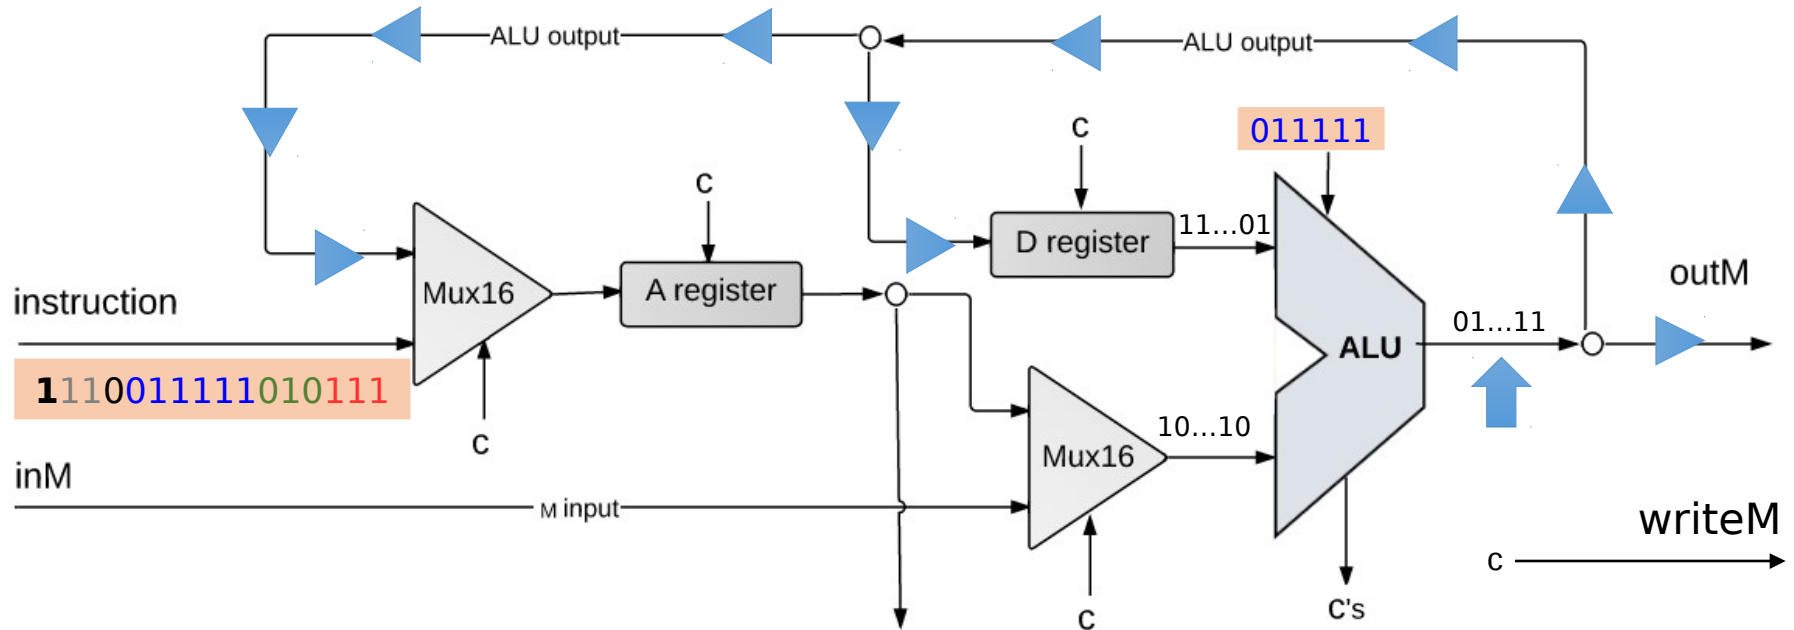 ALU output
ALU output
011111
c
c
11...01
D register
outM
Mux16
A register
instruction
01...11
ALU
1110011111010111
10...10
c
Mux16
inM
M input
writeM
c
c's
c